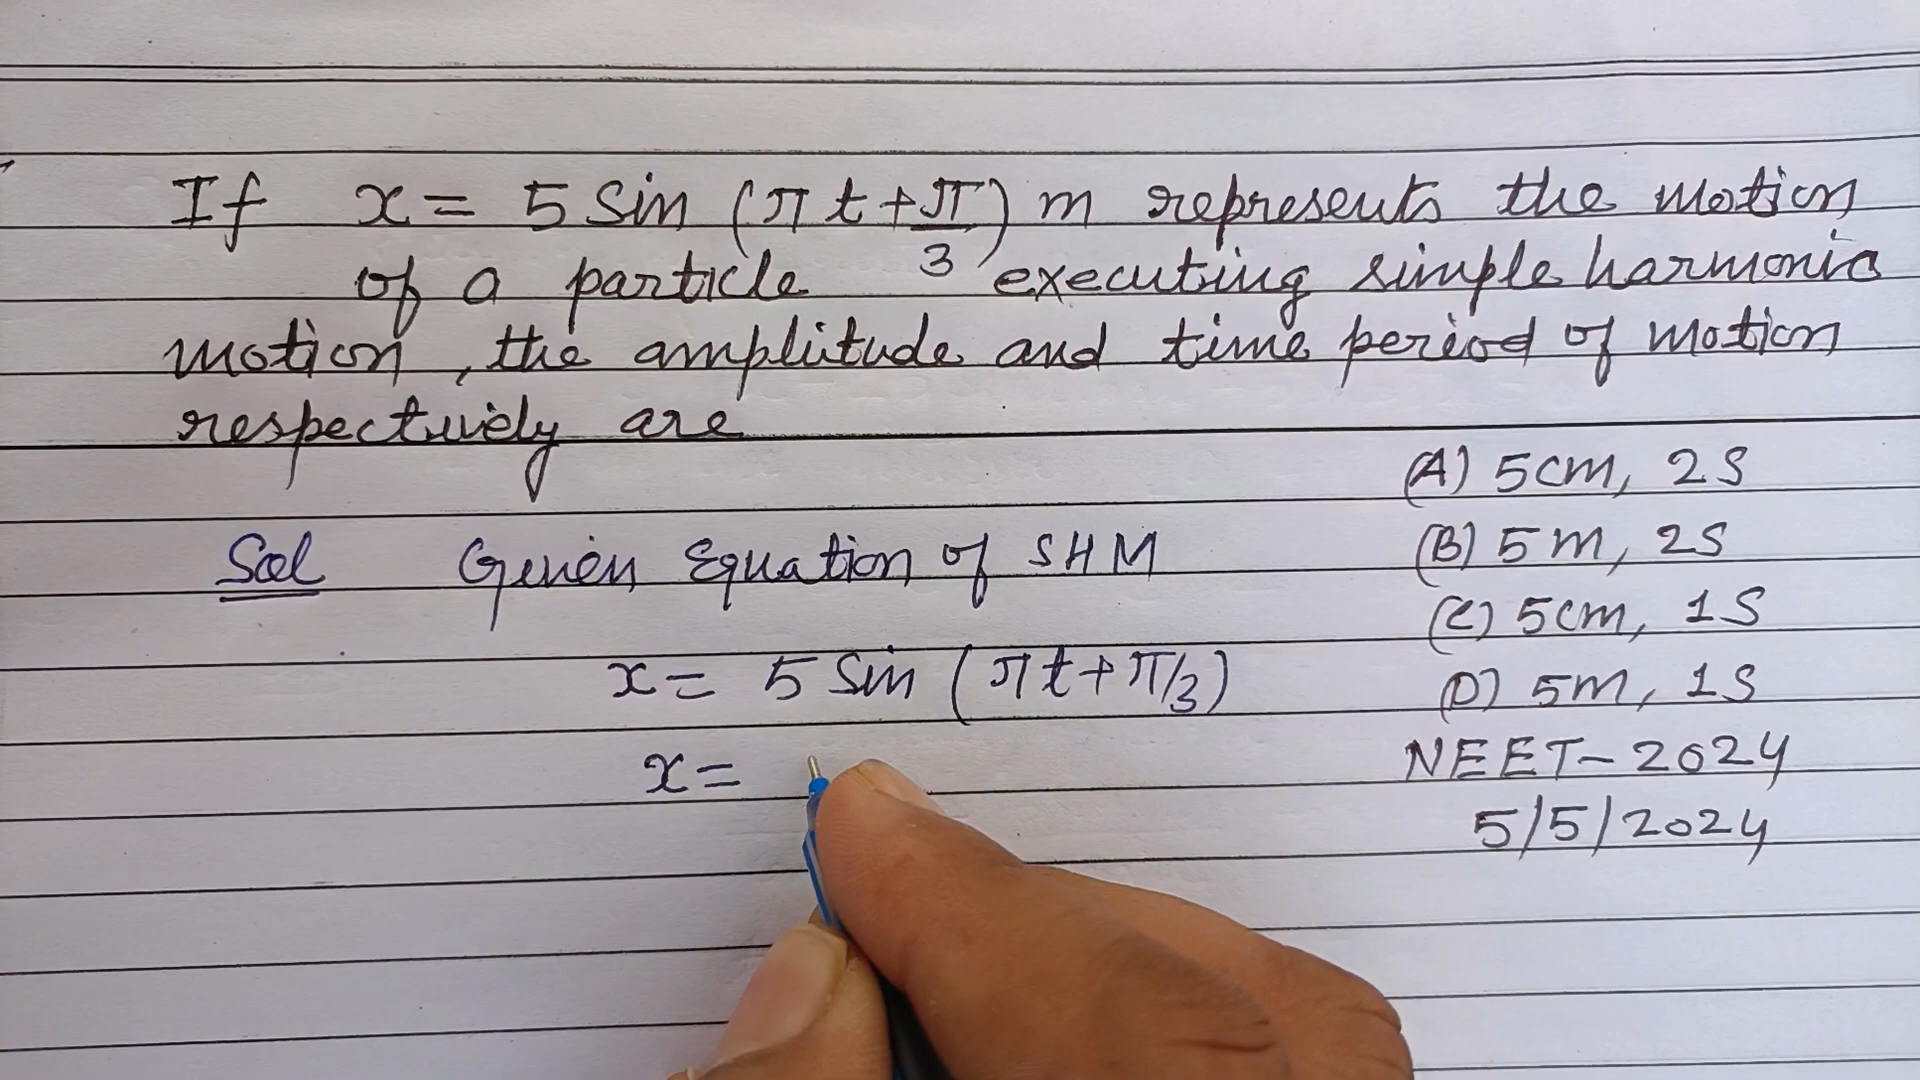 If x = 5 Sin (πt + π/3) m represents the motion
of a particle executing simple harmonic
motion, the amplitude and time period of motion
respectively are
(A) 5cm, 2S
(B) 5m, 2S
(C) 5cm, 1S
(D) 5m, 1S
NEET-2024
5/5/2024
Sol Given Equation of SHM
x = 5 Sin (πt + π/3)
x =